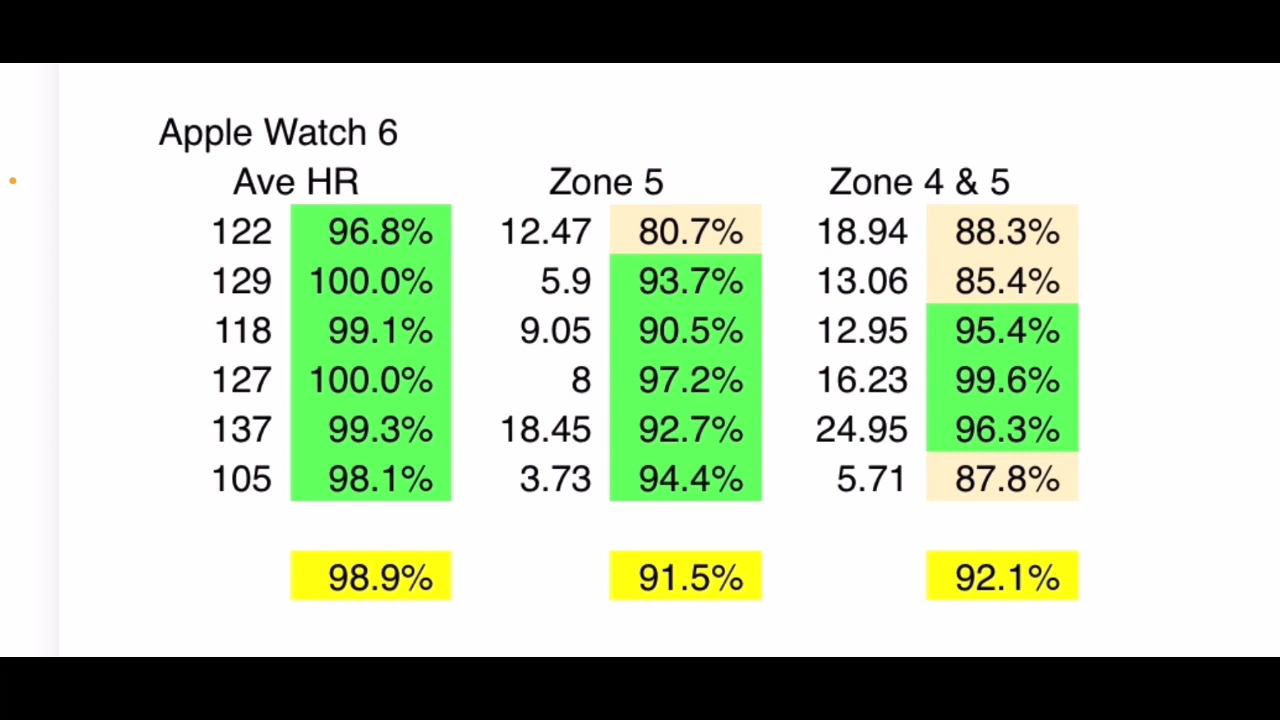 Apple Watch 6
Ave HR Zone 5 Zone 4 & 5
122 96.8% 12.47 80.7% 18.94 88.3%
129 100.0% 5.9 93.7% 13.06 85.4%
118 99.1% 9.05 90.5% 12.95 95.4%
127 100.0% 8 97.2% 16.23 99.6%
137 99.3% 18.45 92.7% 24.95 96.3%
105 98.1% 3.73 94.4% 5.71 87.8%
98.9% 91.5% 92.1%